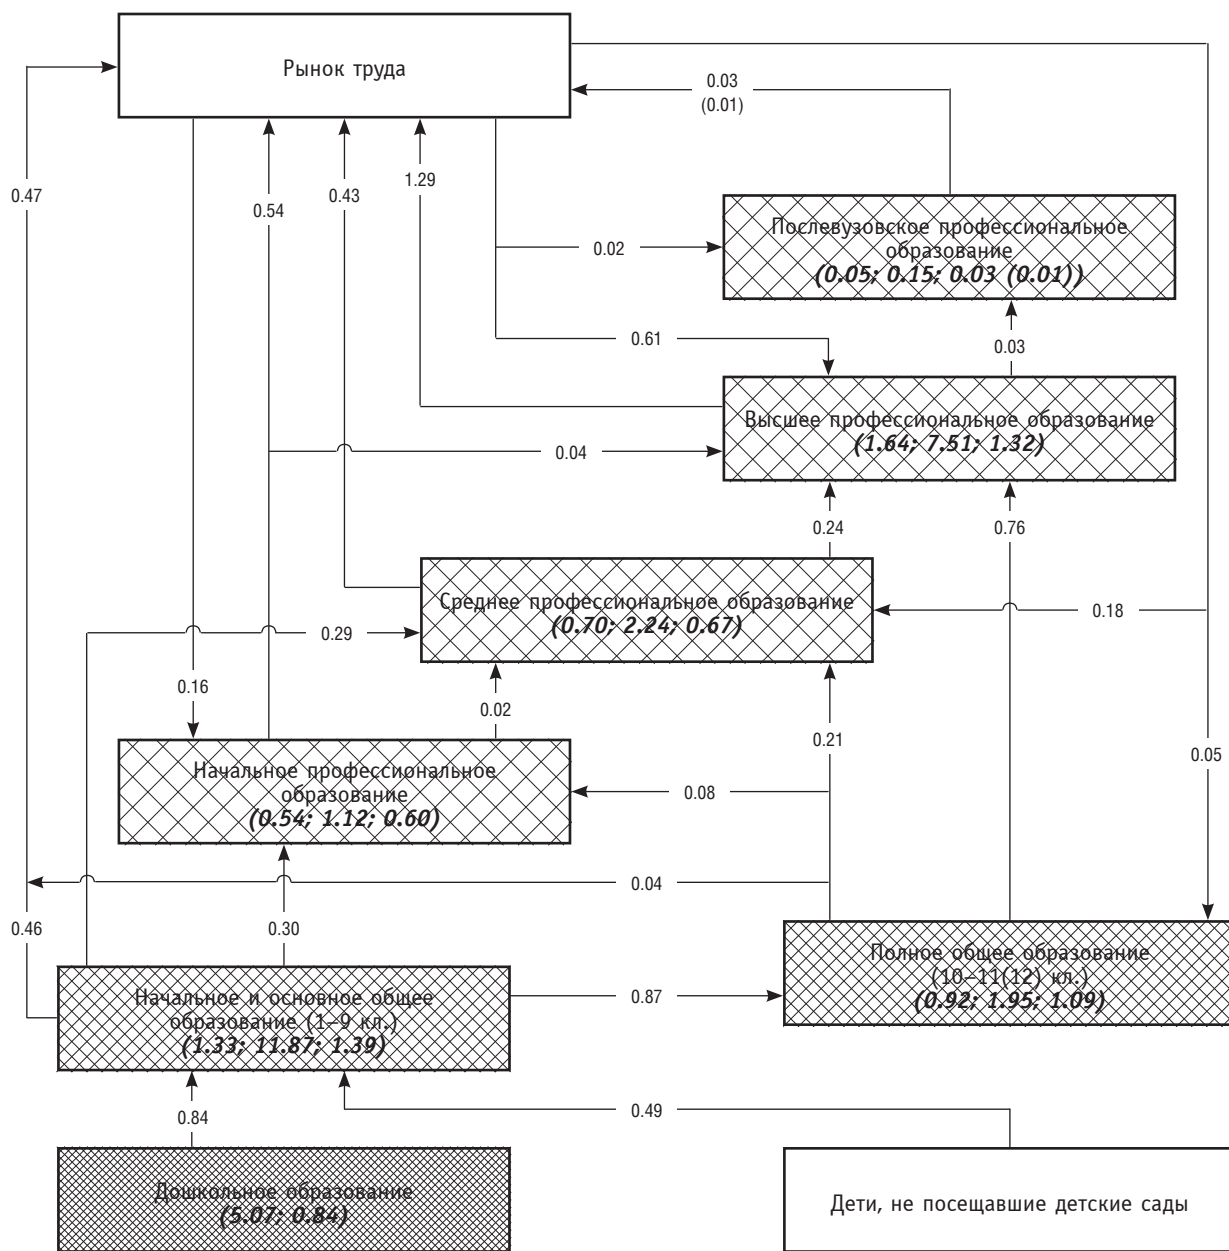 Рынок труда
0.03
(0.01)
0.47
0.54
0.43
1.29
Послевузовское профессиональное
образование
(0.05; 0.15; 0.03 (0.01))
0.02
0.61
0.03
Высшее профессиональное образование
(1.64; 7.51; 1.32)
0.04
0.24
0.76
Среднее профессиональное образование
(0.70; 2.24; 0.67)
0.18
0.29
0.16
0.02
0.21
0.05
Начальное профессиональное
образование
(0.54; 1.12; 0.60)
0.08
0.04
0.46
0.30
Полное общее образование
(10–11(12) кл.)
(0.92; 1.95; 1.09)
0.87
Начальное и основное общее
образование (1–9 кл.)
(1.33; 11.87; 1.39)
0.84
0.49
Дошкольное образование
(5.07; 0.84)
Дети, не посещавшие детские сады